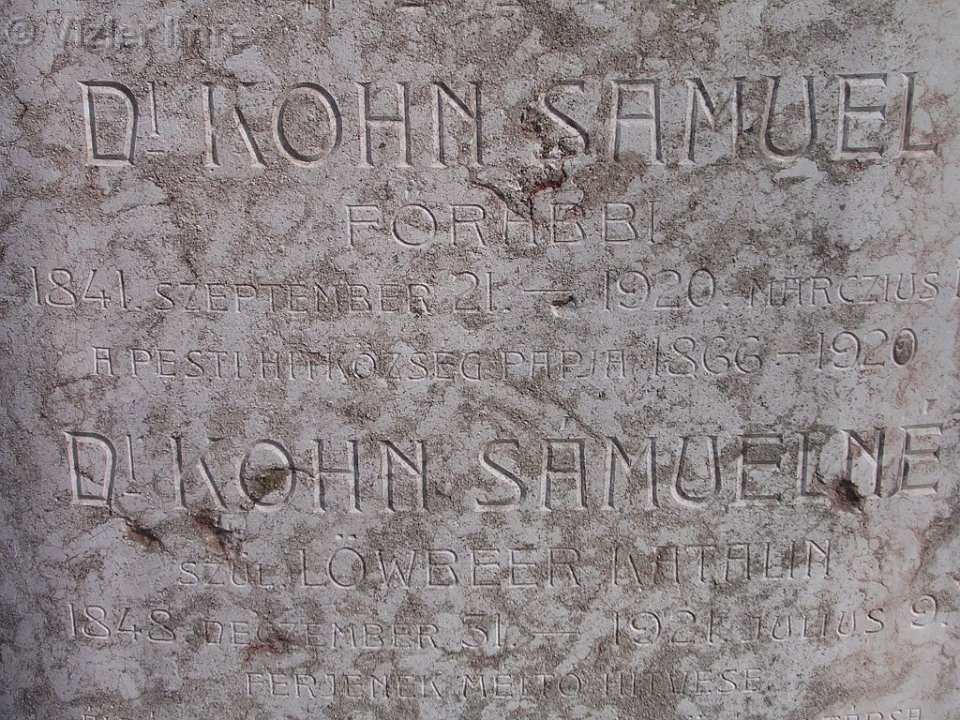 © Vizler Imre
Dr KOHN SÁMUEL
FŐRABBI
1841. SZEPTEMBER 21. — 1920. MÁRCZIUS
A PESTI HITKÖZSÉG PAPJA 1866 – 1920
Dr KOHN SÁMUELNÉ
SZÜL. LÖWBEER KATALIN
1848. DECZEMBER 31. — 1921. JULIUS 9.
FÉRJÉNEK MÉLTÓ HITVESE